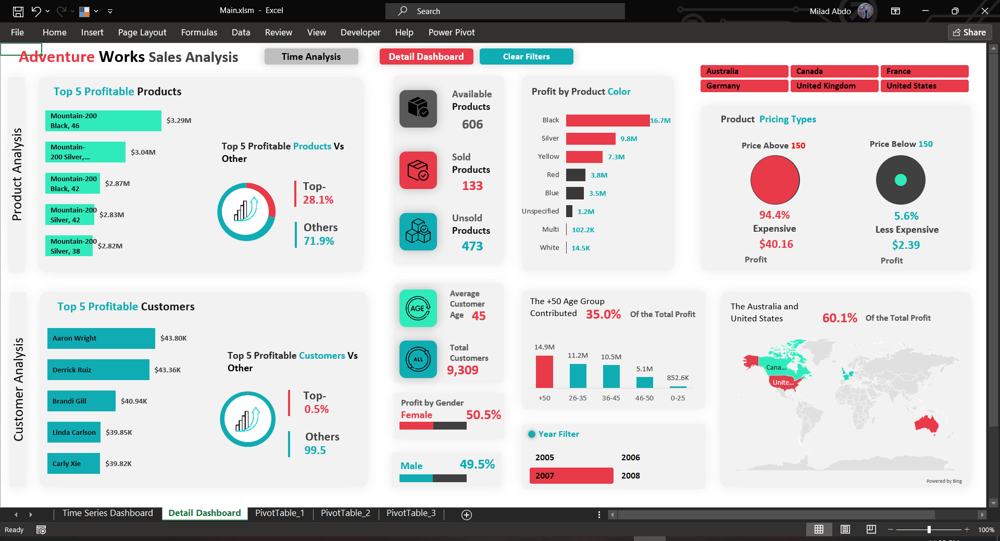 Main.xlsm - Excel
Search
Milad Abdo
File Home Insert Page Layout Formulas Data Review View Developer Help Power Pivot
Share
Adventure Works Sales Analysis
Time Analysis
Detail Dashboard
Clear Filters
Australia Canada France
Germany United Kingdom United States
Product Analysis
Top 5 Profitable Products
Mountain-200
Black, 46
$3.29M
Mountain-
200 Silver,...
$3.04M
Mountain-200
Black, 42
$2.87M
Mountain-200
Silver, 42
$2.83M
Mountain-200
Silver, 38
$2.82M
Top 5 Profitable Products Vs
Other
Top-
28.1%
Others
71.9%
Available
Products
606
Sold
Products
133
Unsold
Products
473
Profit by Product Color
Black 16.7M
Silver 9.8M
Yellow 7.3M
Red 3.8M
Blue 3.5M
Unspecified 1.2M
Multi 102.2K
White 14.5K
Product Pricing Types
Price Above 150
94.4%
Expensive
$40.16
Profit
Price Below 150
5.6%
Less Expensive
$2.39
Profit
Customer Analysis
Top 5 Profitable Customers
Aaron Wright $43.80K
Derrick Ruiz $43.36K
Brandi Gill $40.94K
Linda Carlson $39.85K
Carly Xie $39.82K
Top 5 Profitable Customers Vs
Other
Top-
0.5%
Others
99.5
AGE
Average
Customer
Age 45
ALL
Total
Customers
9,309
Profit by Gender
Female 50.5%
Male 49.5%
The +50 Age Group
Contributed 35.0% Of the Total Profit
14.9M 11.2M 10.5M 5.1M 852.6K
+50 26-35 36-45 46-50 0-25
Year Filter
2005 2006
2007 2008
The Australia and
United States 60.1% Of the Total Profit
Cana...
Unite...
Powered by Bing
Time Series Dashboard Detail Dashboard PivotTable_1 PivotTable_2 PivotTable_3
Ready
100%